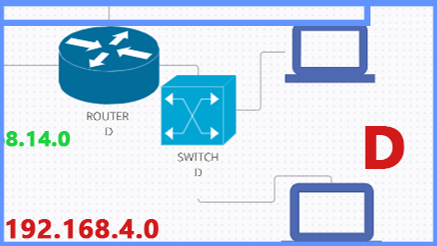 ROUTER
D
8.14.0
SWITCH
D
D
192.168.4.0